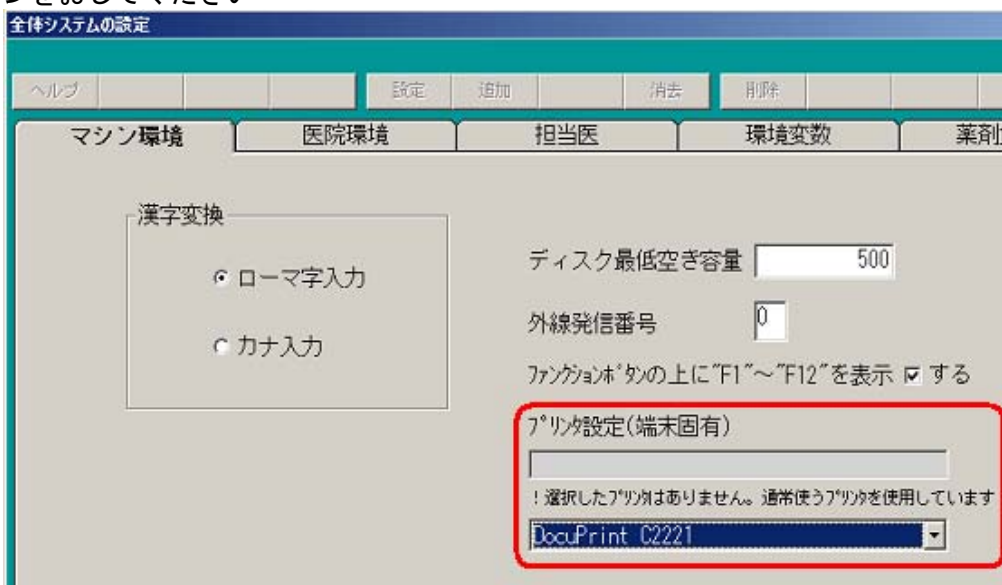 全体システムの設定
ヘルプ 設定 追加 消去 削除
マシン環境 医院環境 担当医 環境変数 薬剤
漢字変換
ローマ字入力
カナ入力
ディスク最低空き容量 500
外線発信番号 0
ﾌｧﾝｸｼｮﾝﾎﾞﾀﾝの上に"F1"～"F12"を表示 する
ﾌﾟﾘﾝﾀ設定(端末固有)
！選択したﾌﾟﾘﾝﾀはありません。通常使うﾌﾟﾘﾝﾀを使用しています
DocuPrint C2221